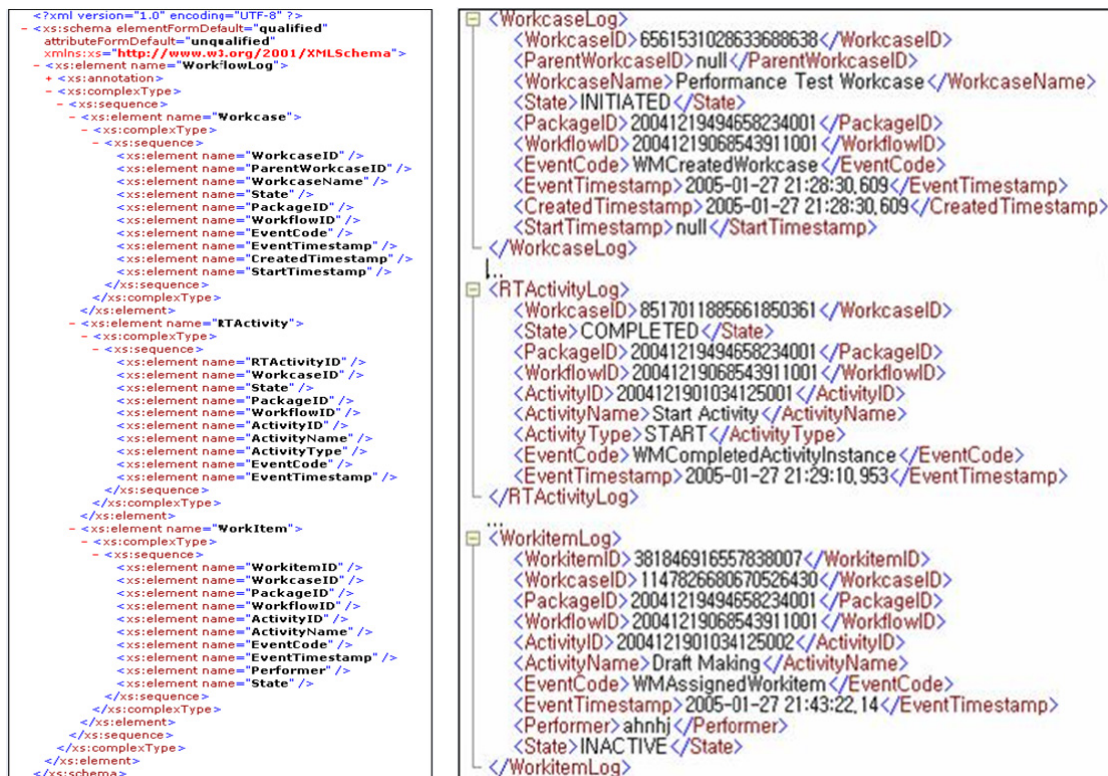 <?xml version="1.0" encoding="UTF-8" ?>
- <xs:schema elementFormDefault="qualified"
attributeFormDefault="unqualified"
xmlns:xs="http://www.w3.org/2001/XMLSchema">
- <xs:element name="WorkflowLog">
+ <xs:annotation>
- <xs:complexType>
- <xs:sequence>
- <xs:element name="Workcase">
- <xs:complexType>
- <xs:sequence>
<xs:element name="WorkcaseID" />
<xs:element name="ParentWorkcaseID" />
<xs:element name="WorkcaseName" />
<xs:element name="State" />
<xs:element name="PackageID" />
<xs:element name="WorkflowID" />
<xs:element name="EventCode" />
<xs:element name="EventTimestamp" />
<xs:element name="CreatedTimestamp" />
<xs:element name="StartTimestamp" />
</xs:sequence>
</xs:complexType>
</xs:element>
- <xs:element name="RTActivity">
- <xs:complexType>
- <xs:sequence>
<xs:element name="RTActivityID" />
<xs:element name="WorkcaseID" />
<xs:element name="State" />
<xs:element name="PackageID" />
<xs:element name="WorkflowID" />
<xs:element name="ActivityID" />
<xs:element name="ActivityName" />
<xs:element name="ActivityType" />
<xs:element name="EventCode" />
<xs:element name="EventTimestamp" />
</xs:sequence>
</xs:complexType>
</xs:element>
- <xs:element name="WorkItem">
- <xs:complexType>
- <xs:sequence>
<xs:element name="WorkitemID" />
<xs:element name="WorkcaseID" />
<xs:element name="PackageID" />
<xs:element name="WorkflowID" />
<xs:element name="ActivityID" />
<xs:element name="ActivityName" />
<xs:element name="EventCode" />
<xs:element name="EventTimestamp" />
<xs:element name="Performer" />
<xs:element name="State" />
</xs:sequence>
</xs:complexType>
</xs:element>
</xs:sequence>
</xs:complexType>
</xs:element>
</xs:schema>
<WorkcaseLog>
<WorkcaseID>6561531028633688638</WorkcaseID>
<ParentWorkcaseID>null</ParentWorkcaseID>
<WorkcaseName>Performance Test Workcase</WorkcaseName>
<State>INITIATED</State>
<PackageID>20041219494658234001</PackageID>
<WorkflowID>20041219068543911001</WorkflowID>
<EventCode>WMCreatedWorkcase</EventCode>
<EventTimestamp>2005-01-27 21:28:30,609</EventTimestamp>
<CreatedTimestamp>2005-01-27 21:28:30,609</CreatedTimestamp>
<StartTimestamp>null</StartTimestamp>
</WorkcaseLog>
...
<RTActivityLog>
<WorkcaseID>8517011885661850361</WorkcaseID>
<State>COMPLETED</State>
<PackageID>20041219494658234001</PackageID>
<WorkflowID>20041219068543911001</WorkflowID>
<ActivityID>2004121901034125001</ActivityID>
<ActivityName>Start Activity</ActivityName>
<ActivityType>START</ActivityType>
<EventCode>WMCompletedActivityInstance</EventCode>
<EventTimestamp>2005-01-27 21:29:10,953</EventTimestamp>
</RTActivityLog>
...
<WorkitemLog>
<WorkitemID>381846916557838007</WorkitemID>
<WorkcaseID>1147826680670526430</WorkcaseID>
<PackageID>20041219494658234001</PackageID>
<WorkflowID>20041219068543911001</WorkflowID>
<ActivityID>2004121901034125002</ActivityID>
<ActivityName>Draft Making</ActivityName>
<EventCode>WMAssignedWorkitem</EventCode>
<EventTimestamp>2005-01-27 21:43:22,14</EventTimestamp>
<Performer>ahnhj</Performer>
<State>INACTIVE</State>
</WorkitemLog>